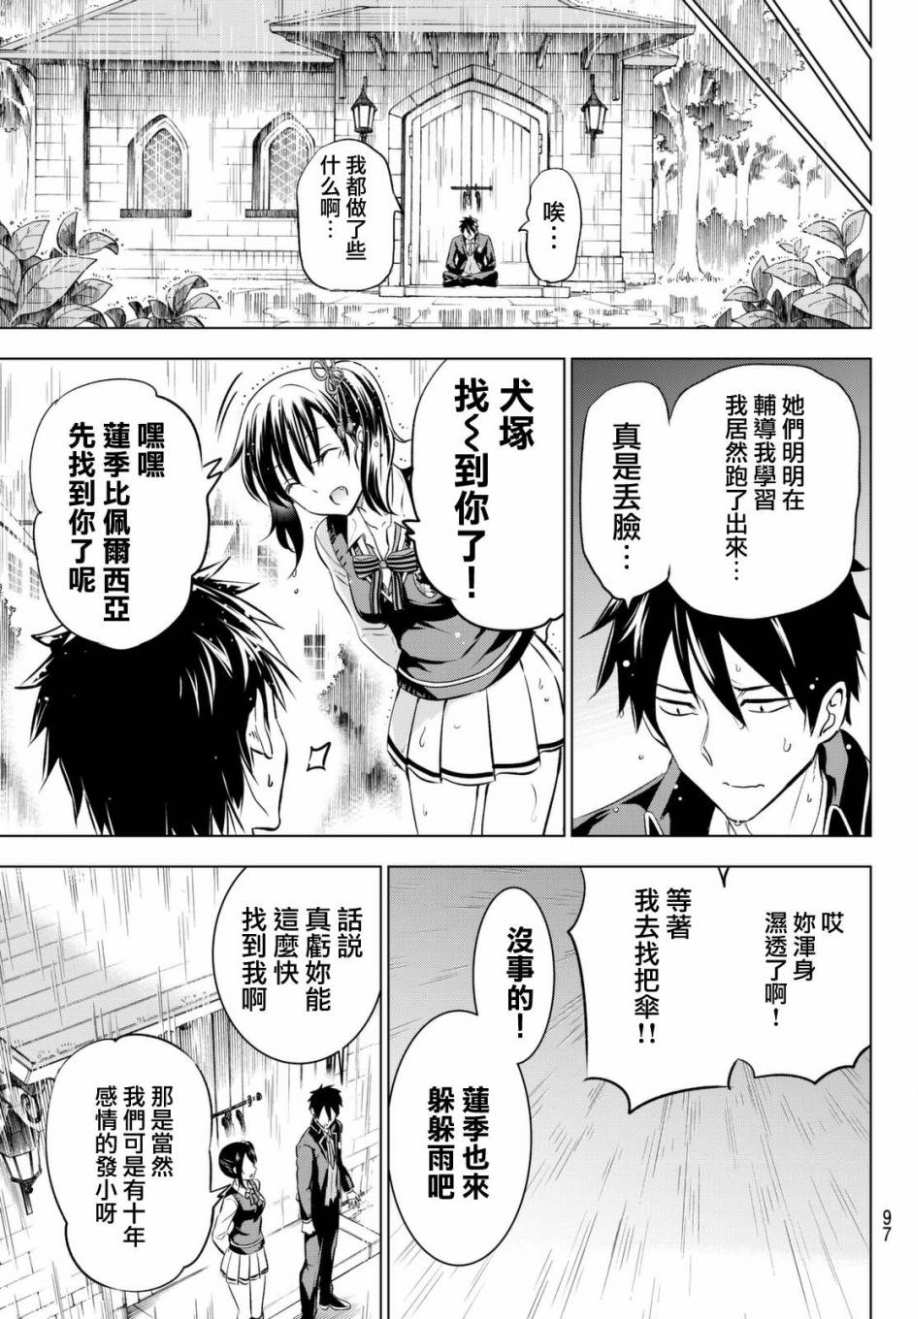 唉…
我都做了些
什么啊…
她們明明在
輔導我學習
我居然跑了出來…
真是丟臉…
犬塚
找～到你了！
嘿嘿
蓮季比佩爾西亞
先找到你了呢
哎
妳渾身
濕透了啊！
等著
我去找把傘!!
沒事的！
蓮季也來
躲躲雨吧
話説
真虧妳能
這麼快
找到我啊
那是當然
我們可是有十年
感情的發小呀
97